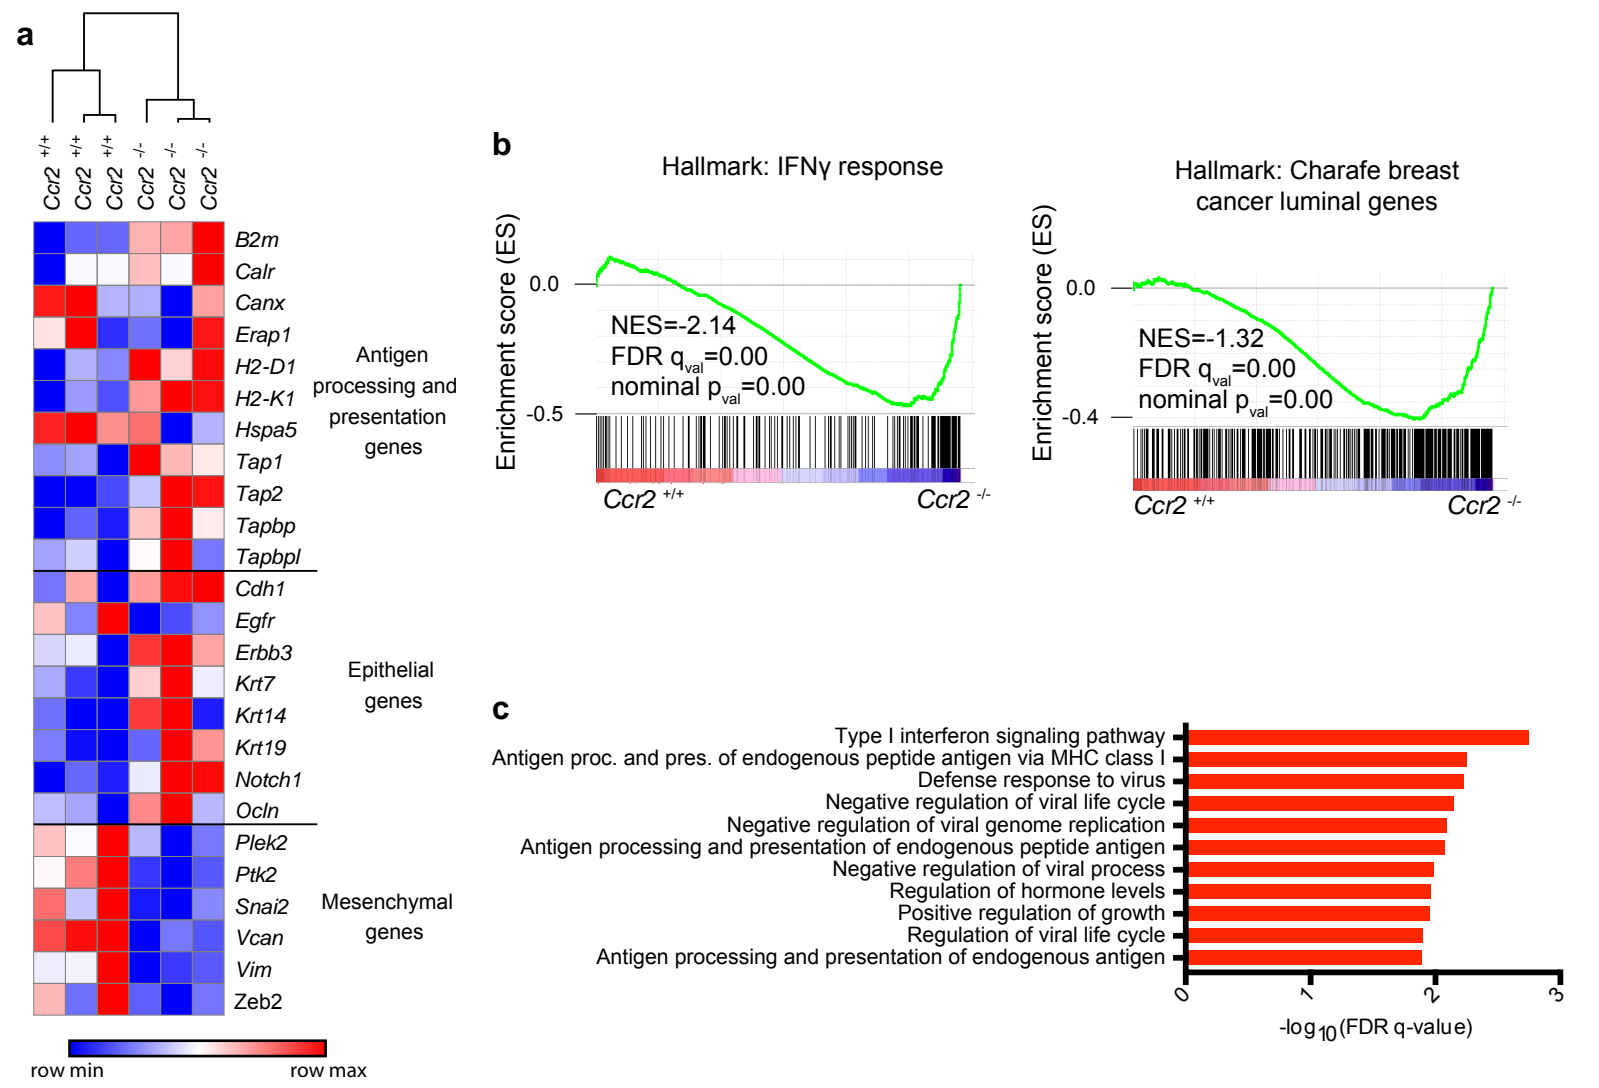 a
Ccr2 +/+
Ccr2 +/+
Ccr2 +/+
Ccr2 -/-
Ccr2 -/-
Ccr2 -/-
B2m
Calr
Canx
Erap1
H2-D1
H2-K1
Hspa5
Tap1
Tap2
Tapbp
Tapbpl
Antigen
processing and
presentation
genes
Cdh1
Egfr
Erbb3
Krt7
Krt14
Krt19
Notch1
Ocln
Epithelial
genes
Plek2
Ptk2
Snai2
Vcan
Vim
Zeb2
Mesenchymal
genes
row min
row max
b
Hallmark: IFNγ response
Enrichment score (ES)
0.0
-0.5
NES=-2.14
FDR qval=0.00
nominal pval=0.00
Ccr2 +/+
Ccr2 -/-
Hallmark: Charafe breast
cancer luminal genes
Enrichment score (ES)
0.0
-0.4
NES=-1.32
FDR qval=0.00
nominal pval=0.00
Ccr2 +/+
Ccr2 -/-
c
Type I interferon signaling pathway
Antigen proc. and pres. of endogenous peptide antigen via MHC class I
Defense response to virus
Negative regulation of viral life cycle
Negative regulation of viral genome replication
Antigen processing and presentation of endogenous peptide antigen
Negative regulation of viral process
Regulation of hormone levels
Positive regulation of growth
Regulation of viral life cycle
Antigen processing and presentation of endogenous antigen
0
1
2
3
-log10(FDR q-value)